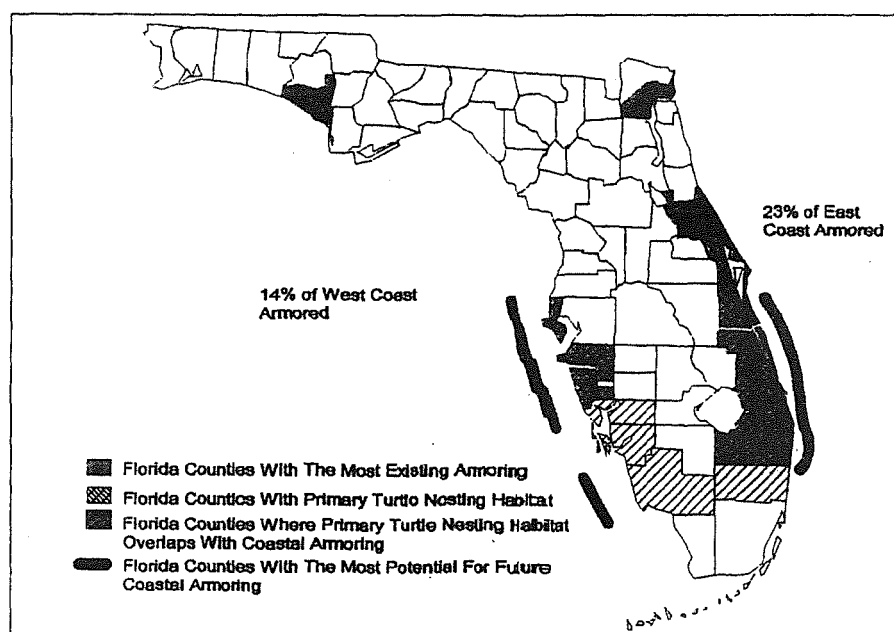 23% of East
Coast Armored
14% of West Coast
Armored
Florida Counties With The Most Existing Armoring
Florida Counties With Primary Turtle Nesting Habitat
Florida Counties Where Primary Turtle Nesting Habitat
Overlaps With Coastal Armoring
Florida Counties With The Most Potential For Future
Coastal Armoring